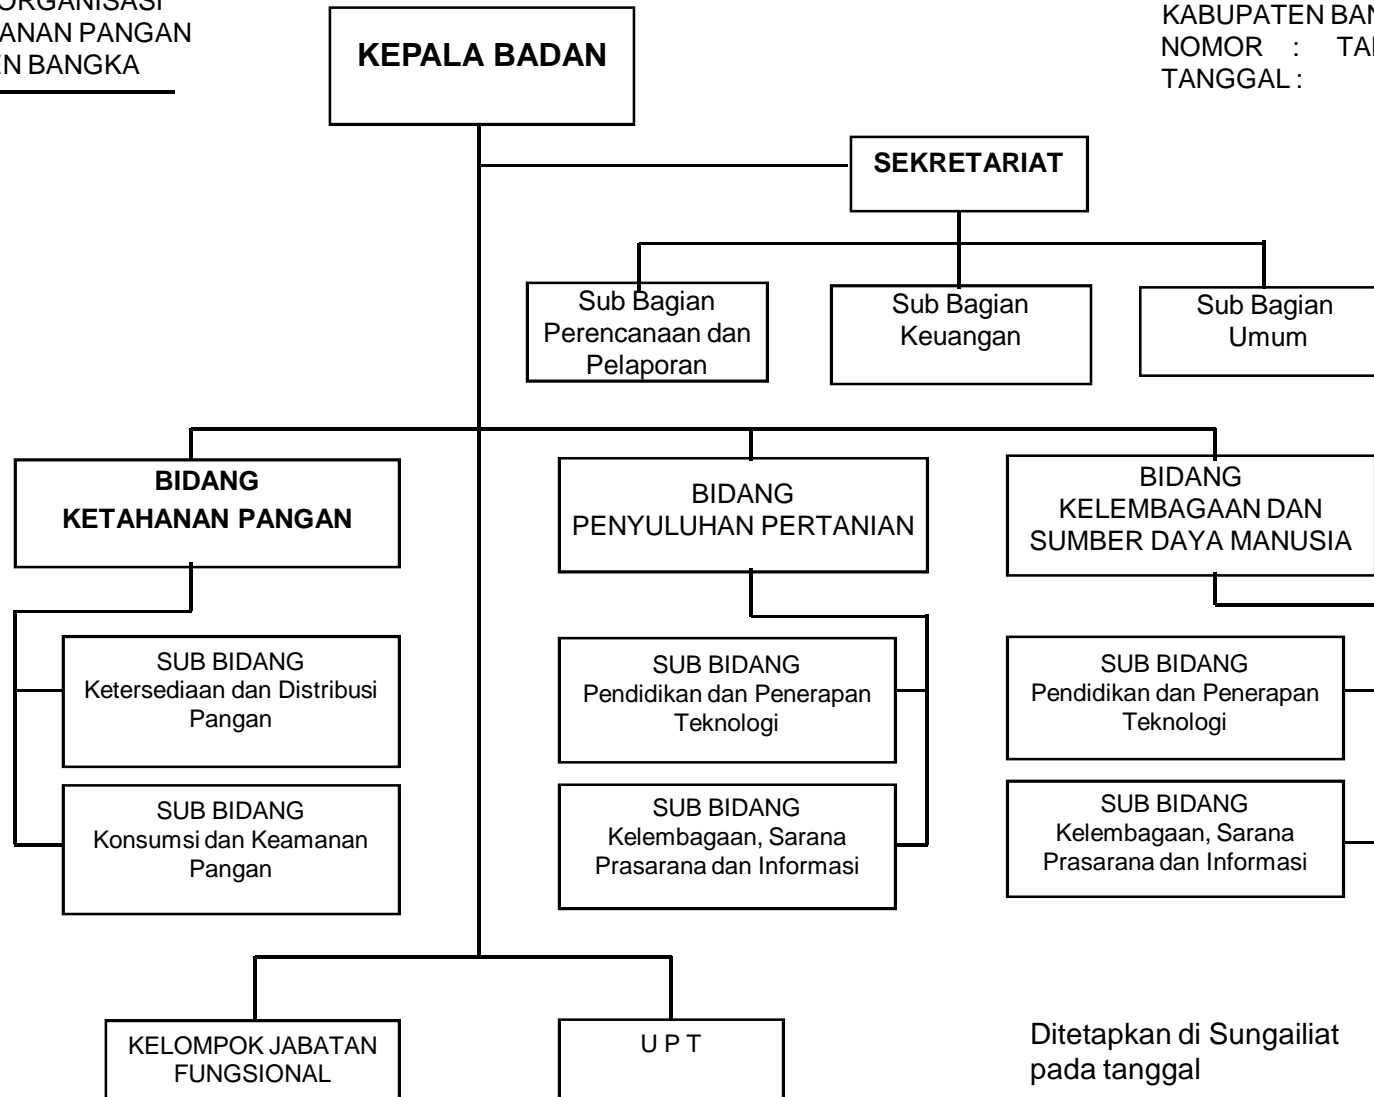 ORGANISASI
ANAN PANGAN
EN BANGKA
KABUPATEN BAN
NOMOR : TA
TANGGAL :
KEPALA BADAN
SEKRETARIAT
Sub Bagian
Perencanaan dan
Pelaporan
Sub Bagian
Keuangan
Sub Bagian
Umum
BIDANG
KETAHANAN PANGAN
BIDANG
PENYULUHAN PERTANIAN
BIDANG
KELEMBAGAAN DAN
SUMBER DAYA MANUSIA
SUB BIDANG
Ketersediaan dan Distribusi
Pangan
SUB BIDANG
Pendidikan dan Penerapan
Teknologi
SUB BIDANG
Pendidikan dan Penerapan
Teknologi
SUB BIDANG
Konsumsi dan Keamanan
Pangan
SUB BIDANG
Kelembagaan, Sarana
Prasarana dan Informasi
SUB BIDANG
Kelembagaan, Sarana
Prasarana dan Informasi
KELOMPOK JABATAN
FUNGSIONAL
U P T
Ditetapkan di Sungailiat
pada tanggal